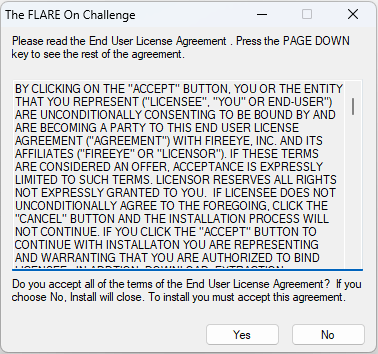 The FLARE On Challenge
Please read the End User License Agreement . Press the PAGE DOWN
key to see the rest of the agreement.
BY CLICKING ON THE "ACCEPT" BUTTON, YOU OR THE ENTITY
THAT YOU REPRESENT ("LICENSEE", "YOU" OR END-USER")
ARE UNCONDITIONALLY CONSENTING TO BE BOUND BY AND
ARE BECOMING A PARTY TO THIS END USER LICENSE
AGREEMENT ("AGREEMENT") WITH FIREEYE, INC. AND ITS
AFFILIATES ("FIREEYE" OR "LICENSOR"). IF THESE TERMS
ARE CONSIDERED AN OFFER, ACCEPTANCE IS EXPRESSLY
LIMITED TO SUCH TERMS. LICENSOR RESERVES ALL RIGHTS
NOT EXPRESSLY GRANTED TO YOU.  IF LICENSEE DOES NOT
UNCONDITIONALLY AGREE TO THE FOREGOING, CLICK THE
"CANCEL" BUTTON AND THE INSTALLATION PROCESS WILL
NOT CONTINUE. IF YOU CLICK THE "ACCEPT" BUTTON TO
CONTINUE WITH INSTALLATON YOU ARE REPRESENTING
AND WARRANTING THAT YOU ARE AUTHORIZED TO BIND
LICENSEE. IN ADDTION, DOWNLOAD, EXTRACTION,
Do you accept all of the terms of the End User License Agreement?  If you
choose No, Install will close. To install you must accept this agreement.
Yes
No